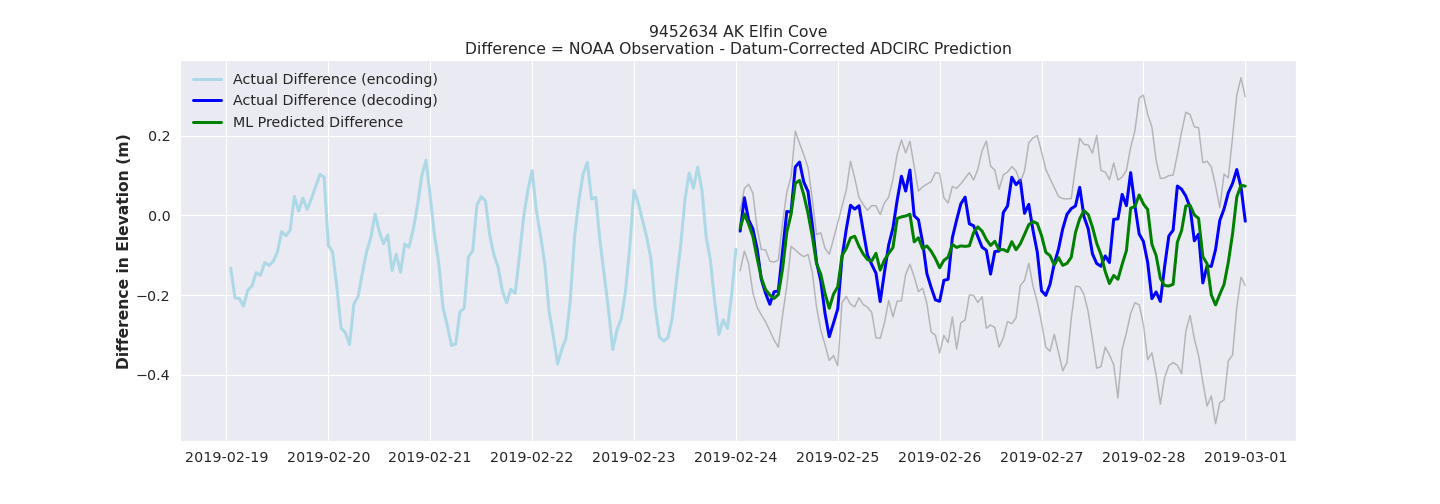 9452634 AK Elfin Cove
Difference = NOAA Observation - Datum-Corrected ADCIRC Prediction
Actual Difference (encoding)
Actual Difference (decoding)
ML Predicted Difference
Difference in Elevation (m)
0.2
0.0
−0.2
−0.4
2019-02-19 2019-02-20 2019-02-21 2019-02-22 2019-02-23 2019-02-24 2019-02-25 2019-02-26 2019-02-27 2019-02-28 2019-03-01